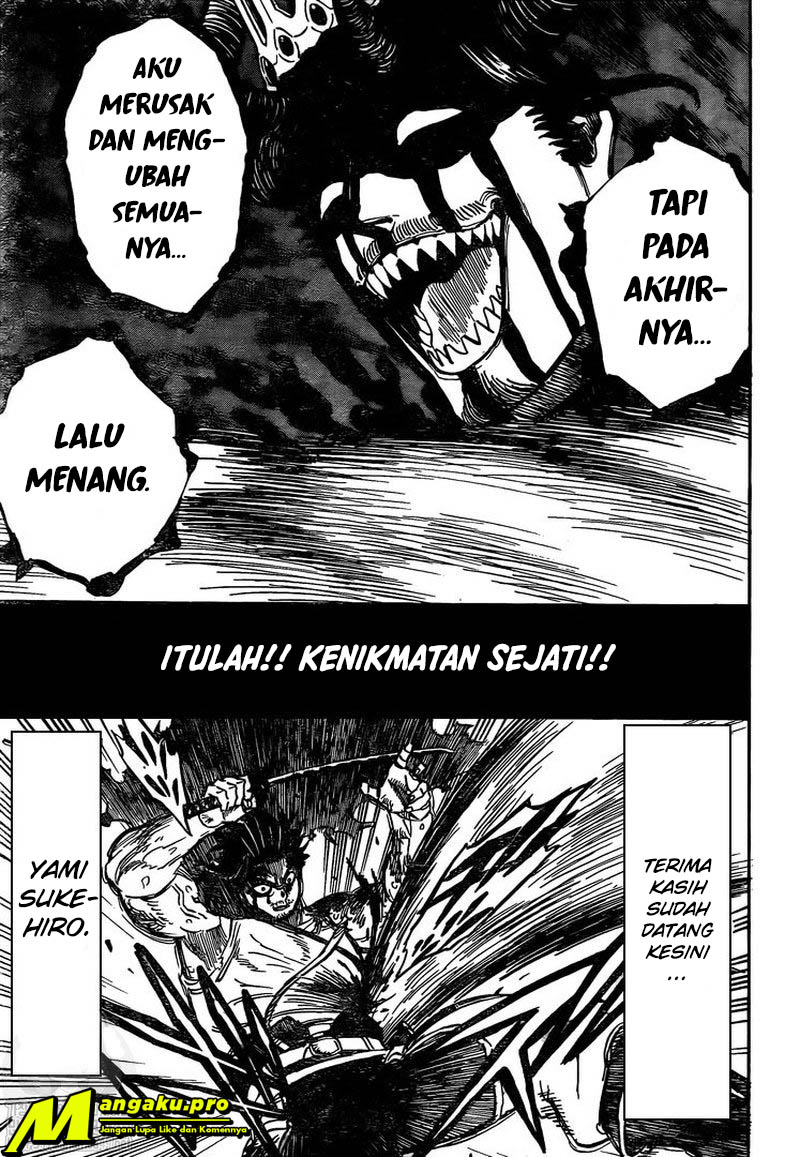 TAPI
PADA
AKHIR-
NYA...
AKU
MERUSAK
DAN MENG-
UBAH
SEMUA-
NYA...
LALU
MENANG.
ITULAH!! KENIKMATAN SEJATI!!
TERIMA
KASIH
SUDAH
DATANG
KESINI
...
YAMI
SUKE-
HIRO.
Mangaku.pro
Jangan Lupa Like dan Komennya